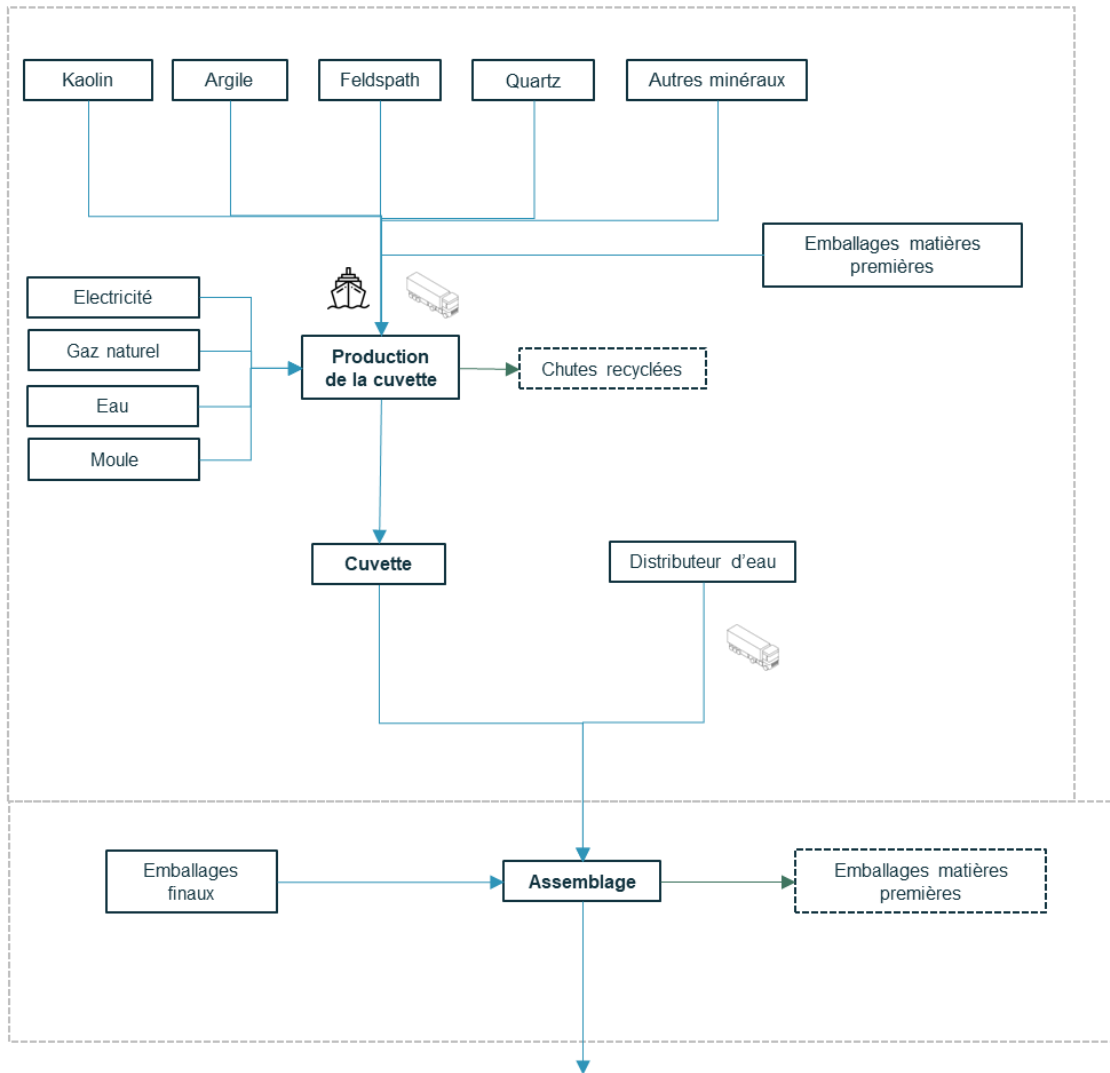 Kaolin
Argile
Feldspath
Quartz
Autres minéraux
Emballages matières
premières
Electricité
Gaz naturel
Eau
Moule
Production
de la cuvette
Chutes recyclées
Cuvette
Distributeur d'eau
Emballages
finaux
Assemblage
Emballages matières
premières